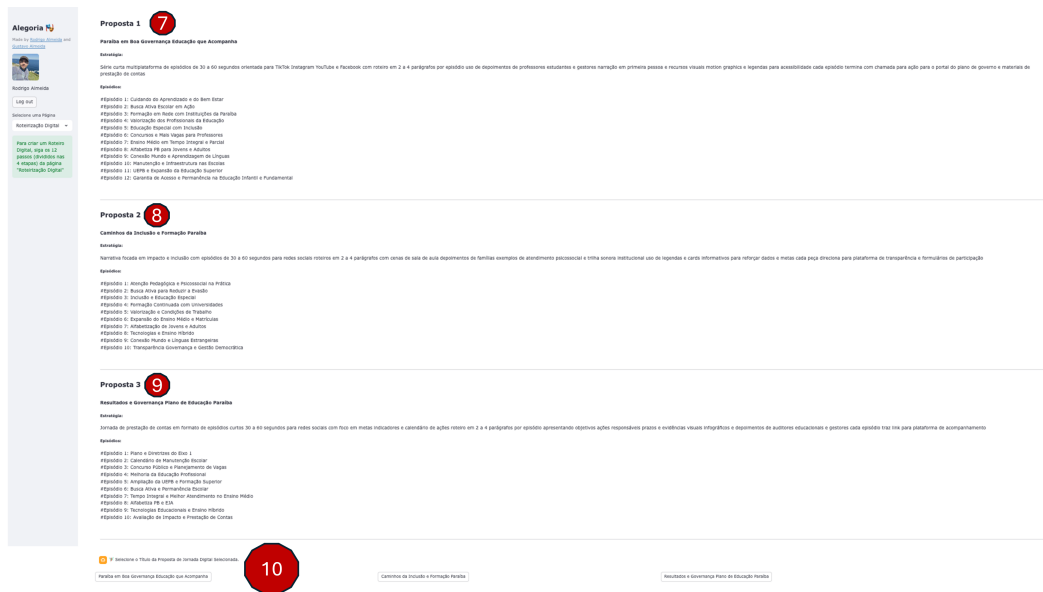 Alegoria
Made by Rodrigo Almeida and
Gustavo Almeida
Rodrigo Almeida
Log out
Selecione uma Página:
Roteirização Digital
Para criar um Roteiro
Digital, siga os 12
passos (divididos nas
4 etapas) da página
"Roteirização Digital"
Proposta 1
7
Paraíba em Boa Governança Educação que Acompanha
Estratégia:
Série curta multiplataforma de episódios de 30 a 60 segundos orientada para TikTok Instagram YouTube e Facebook com roteiro em 2 a 4 parágrafos por episódio uso de depoimentos de professores estudantes e gestores narração em primeira pessoa e recursos visuais motion graphics e legendas para acessibilidade cada episódio termina com chamada para ação para o portal do plano de governo e materiais de
prestação de contas
Episódios:
#Episódio 1: Cuidando do Aprendizado e do Bem Estar
#Episódio 2: Busca Ativa Escolar em Ação
#Episódio 3: Formação em Rede com Instituições da Paraíba
#Episódio 4: Valorização dos Profissionais da Educação
#Episódio 5: Educação Especial com Inclusão
#Episódio 6: Concursos e Mais Vagas para Professores
#Episódio 7: Ensino Médio em Tempo Integral e Parcial
#Episódio 8: Alfabetiza PB para Jovens e Adultos
#Episódio 9: Conexão Mundo e Aprendizagem de Línguas
#Episódio 10: Manutenção e Infraestrutura nas Escolas
#Episódio 11: UEPB e Expansão da Educação Superior
#Episódio 12: Garantia de Acesso e Permanência na Educação Infantil e Fundamental
Proposta 2
8
Caminhos da Inclusão e Formação Paraíba
Estratégia:
Narrativa focada em impacto e inclusão com episódios de 30 a 60 segundos para redes sociais roteiros em 2 a 4 parágrafos com cenas de sala de aula depoimentos de famílias exemplos de atendimento psicossocial e trilha sonora institucional uso de legendas e cards informativos para reforçar dados e metas cada peça direciona para plataforma de transparência e formulários de participação
Episódios:
#Episódio 1: Atenção Pedagógica e Psicossocial na Prática
#Episódio 2: Busca Ativa para Reduzir a Evasão
#Episódio 3: Inclusão e Educação Especial
#Episódio 4: Formação Continuada com Universidades
#Episódio 5: Valorização e Condições de Trabalho
#Episódio 6: Expansão do Ensino Médio e Matrículas
#Episódio 7: Alfabetização de Jovens e Adultos
#Episódio 8: Tecnologias e Ensino Híbrido
#Episódio 9: Conexão Mundo e Línguas Estrangeiras
#Episódio 10: Transparência Governança e Gestão Democrática
Proposta 3
9
Resultados e Governança Plano de Educação Paraíba
Estratégia:
Jornada de prestação de contas em formato de episódios curtos 30 a 60 segundos para redes sociais com foco em metas indicadores e calendário de ações roteiro em 2 a 4 parágrafos por episódio apresentando objetivos ações responsáveis prazos e evidências visuais infográficos e depoimentos de auditores educacionais e gestores cada episódio traz link para plataforma de acompanhamento
Episódios:
#Episódio 1: Plano e Diretrizes do Eixo 1
#Episódio 2: Calendário de Manutenção Escolar
#Episódio 3: Concurso Público e Planejamento de Vagas
#Episódio 4: Melhoria da Educação Profissional
#Episódio 5: Ampliação da UEPB e Formação Superior
#Episódio 6: Busca Ativa e Permanência Escolar
#Episódio 7: Tempo Integral e Melhor Atendimento no Ensino Médio
#Episódio 8: Alfabetiza PB e EJA
#Episódio 9: Tecnologias Educacionais e Ensino Híbrido
#Episódio 10: Avaliação de Impacto e Prestação de Contas
Selecione o Título da Proposta de Jornada Digital Selecionada.
10
Paraíba em Boa Governança Educação que Acompanha
Caminhos da Inclusão e Formação Paraíba
Resultados e Governança Plano de Educação Paraíba